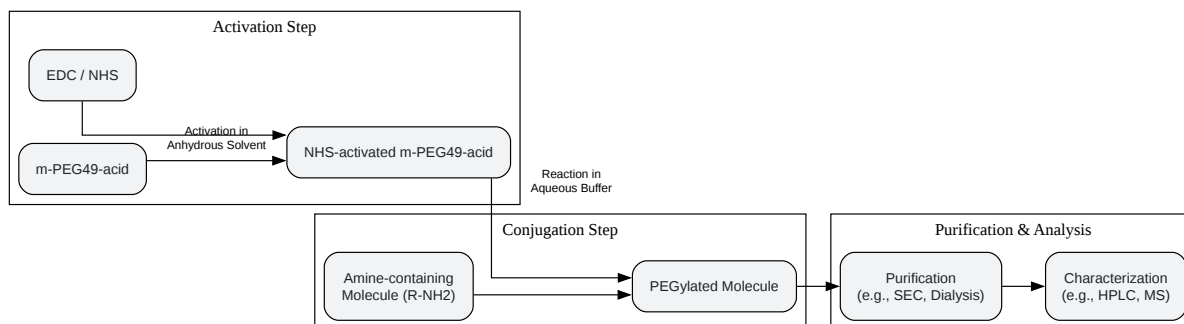 Activation Step
EDC / NHS
Activation in
Anhydrous Solvent
m-PEG49-acid
NHS-activated m-PEG49-acid
Reaction in
Aqueous Buffer
Conjugation Step
Amine-containing
Molecule (R-NH2)
PEGylated Molecule
Purification & Analysis
Purification
(e.g., SEC, Dialysis)
Characterization
(e.g., HPLC, MS)